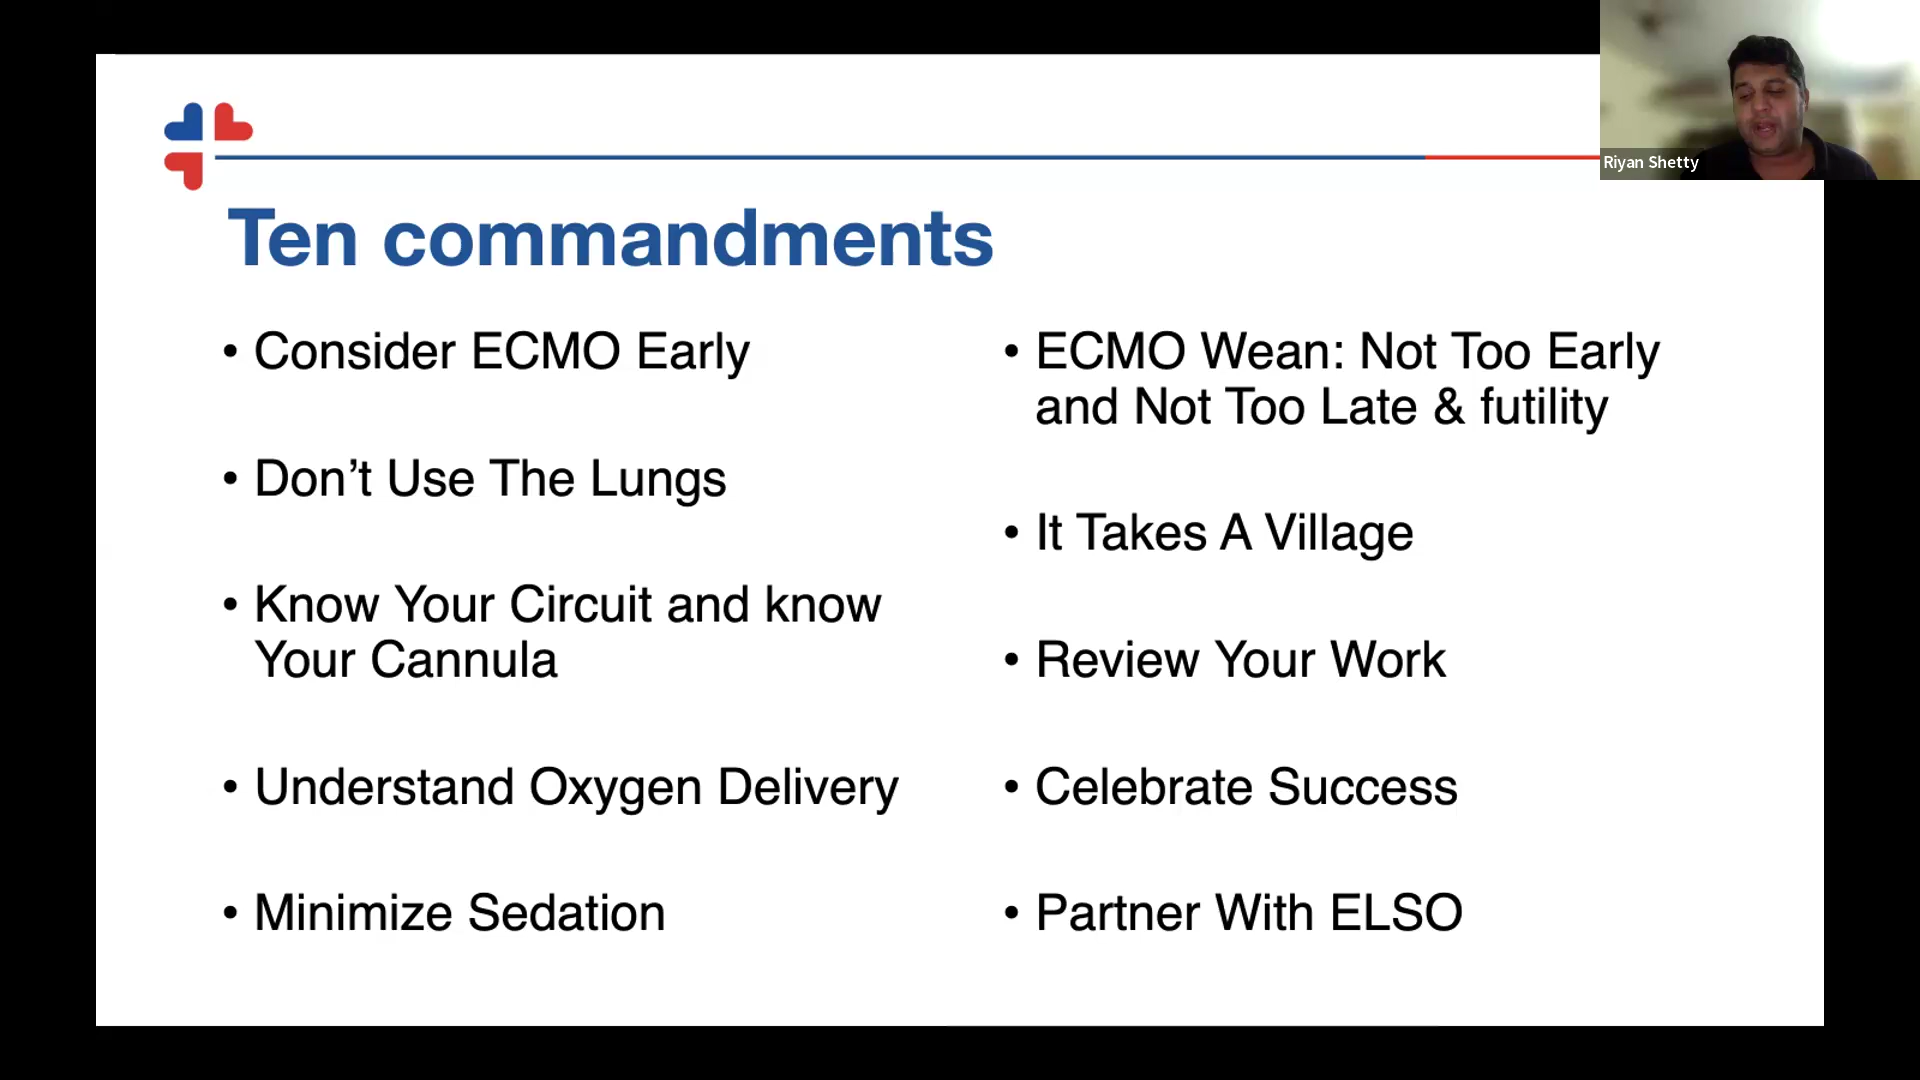 Riyan Shetty
Ten commandments
• Consider ECMO Early
• Don’t Use The Lungs
• Know Your Circuit and know
Your Cannula
• Understand Oxygen Delivery
• Minimize Sedation
• ECMO Wean: Not Too Early
and Not Too Late & futility
• It Takes A Village
• Review Your Work
• Celebrate Success
• Partner With ELSO